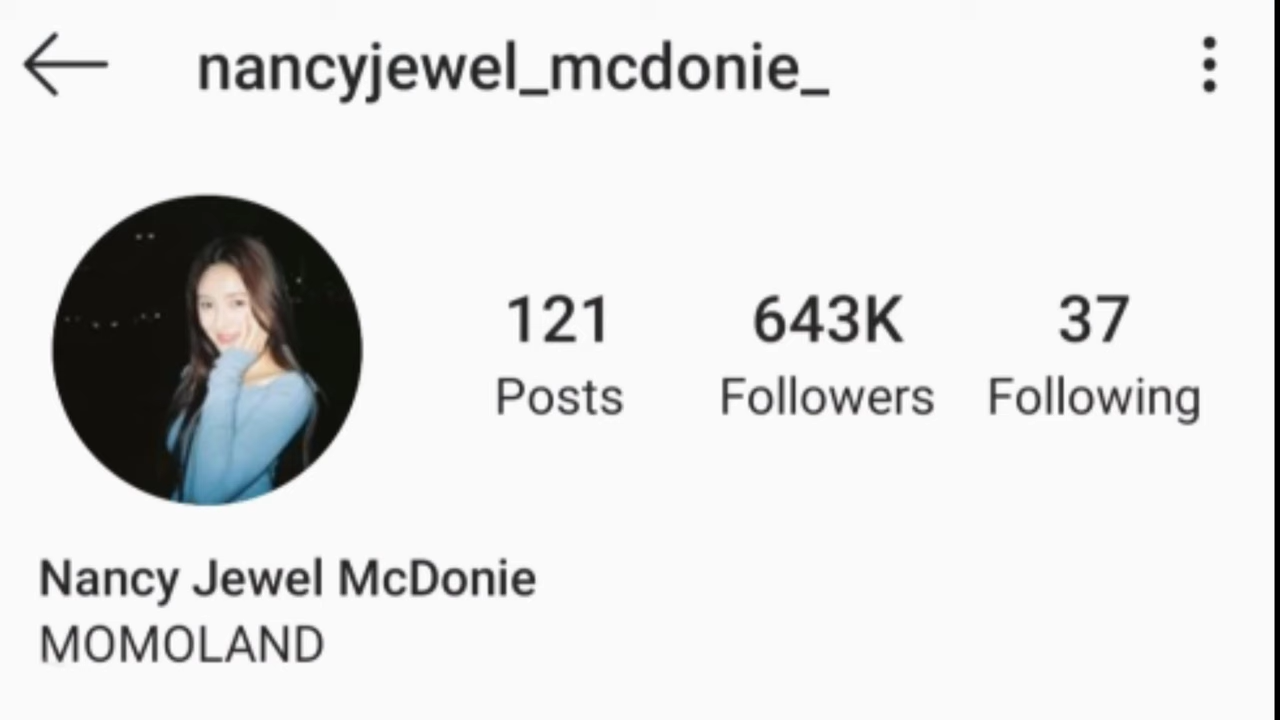 nancyjewel_mcdonie_
121 643K 37
Posts Followers Following
Nancy Jewel McDonie
MOMOLAND